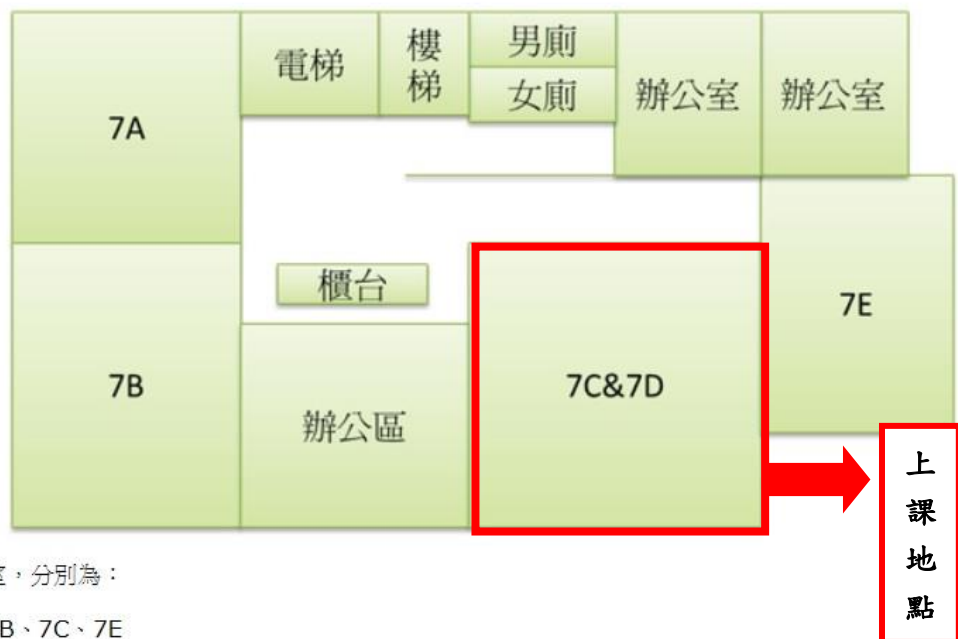 7A
電梯
樓梯
男廁
女廁
辦公室
辦公室
7B
櫃台
辦公區
7C&7D
7E
上課地點
室，分別為：
B、7C、7E